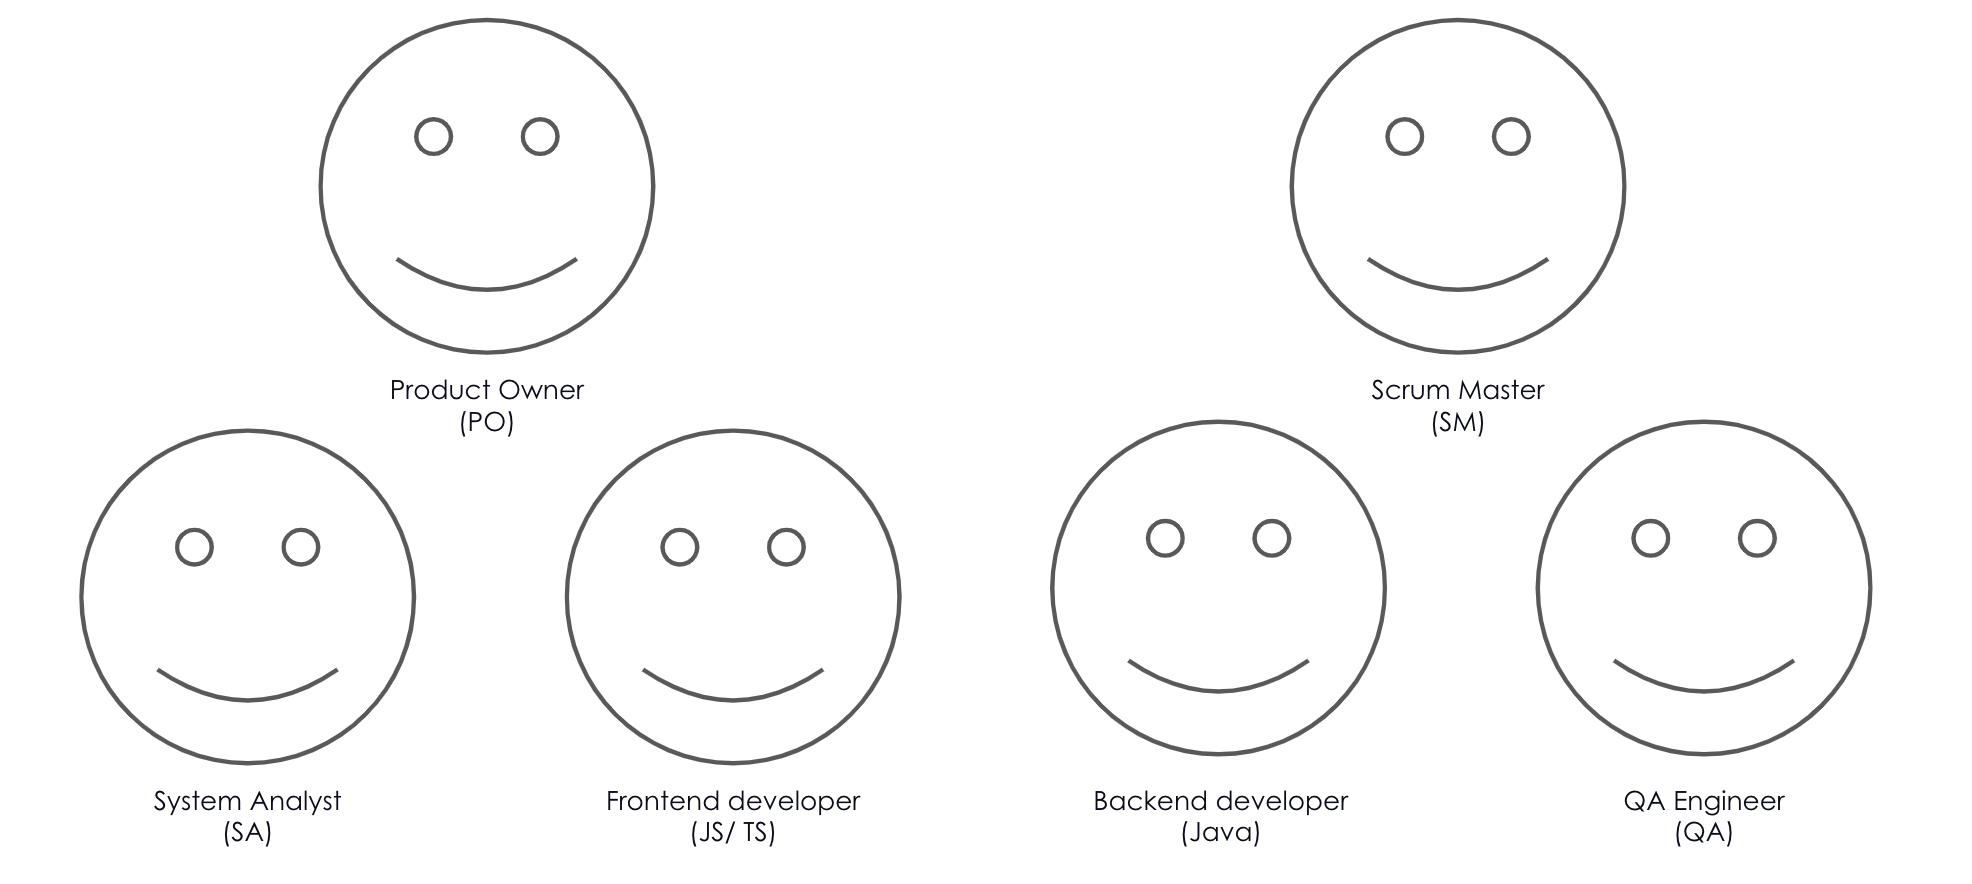 Product Owner
(PO)
Scrum Master
(SM)
System Analyst
(SA)
Frontend developer
(JS/ TS)
Backend developer
(Java)
QA Engineer
(QA)